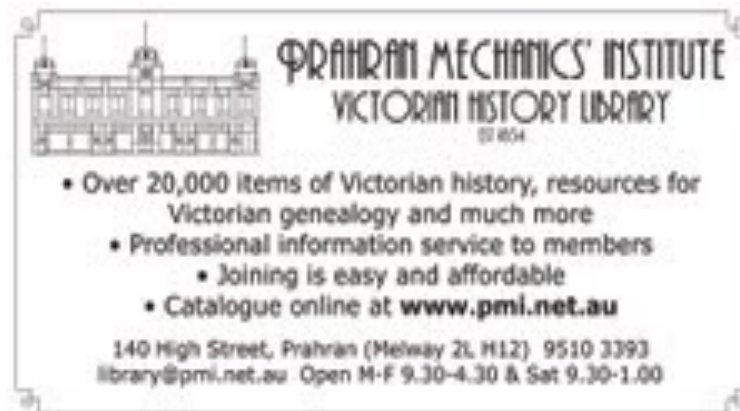 PRAHRAN MECHANICS' INSTITUTE
VICTORIAN HISTORY LIBRARY
EST 1854
• Over 20,000 items of Victorian history, resources for
Victorian genealogy and much more
• Professional information service to members
• Joining is easy and affordable
• Catalogue online at www.pmi.net.au
140 High Street, Prahran (Melway 2L H12) 9510 3393
library@pmi.net.au Open M-F 9.30-4.30 & Sat 9.30-1.00